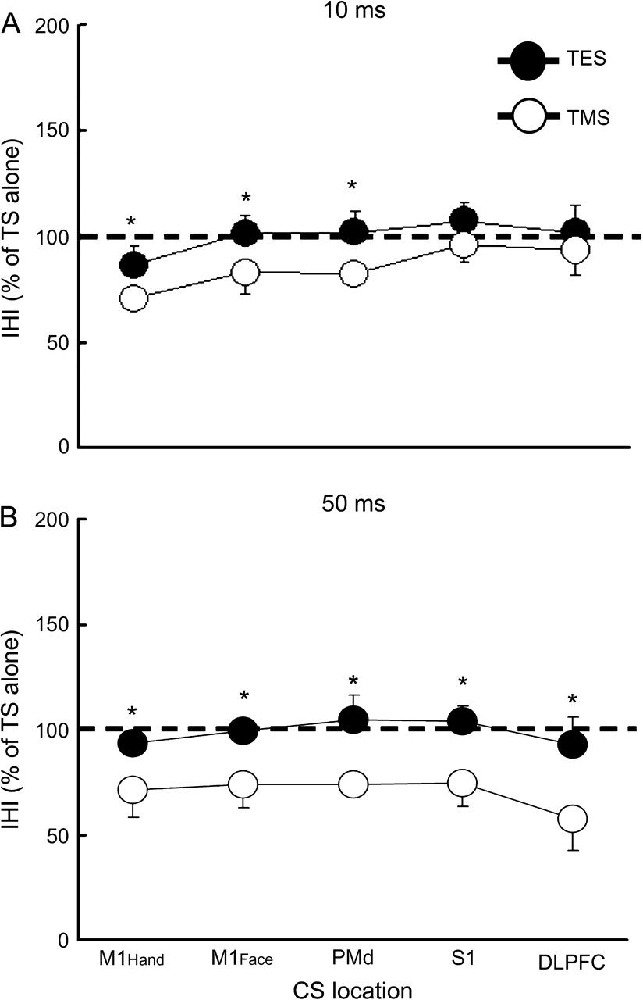 A
10 ms
200
TES
TMS
150
* * *
100
50
0
IHI (% of TS alone)
B
50 ms
200
150
* * * * *
100
50
0
IHI (% of TS alone)
M1Hand M1Face PMd S1 DLPFC
CS location